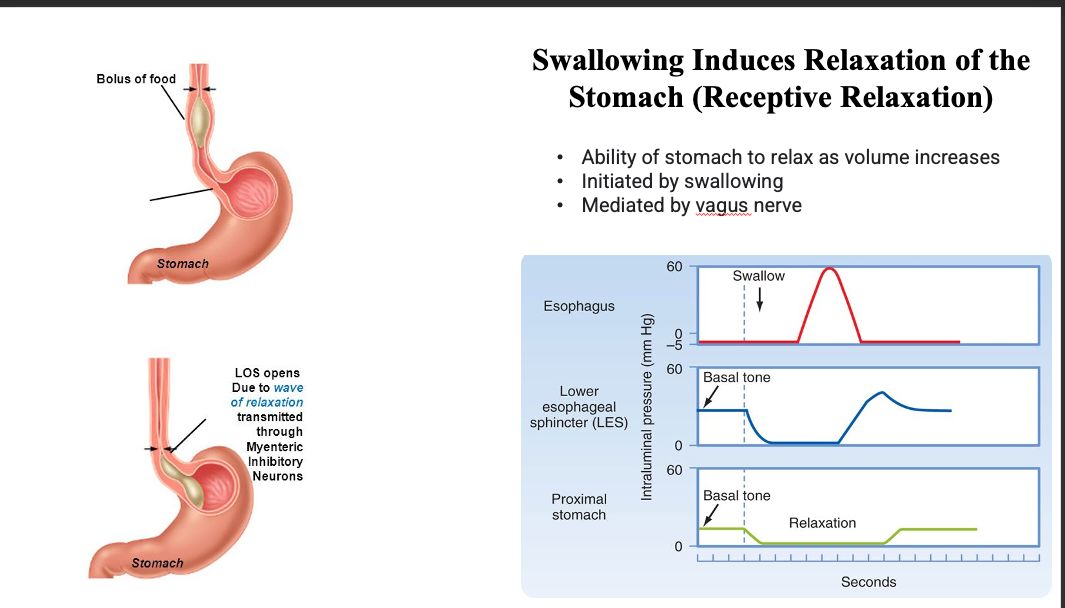 Bolus of food
Stomach
LOS opens
Due to wave
of relaxation
transmitted
through
Myenteric
Inhibitory
Neurons
Stomach
Swallowing Induces Relaxation of the
Stomach (Receptive Relaxation)
• Ability of stomach to relax as volume increases
• Initiated by swallowing
• Mediated by vagus nerve
Intraluminal pressure (mm Hg)
Esophagus
60
Swallow
0
–5
Lower
esophageal
sphincter (LES)
60
Basal tone
0
Proximal
stomach
60
Basal tone
Relaxation
0
Seconds